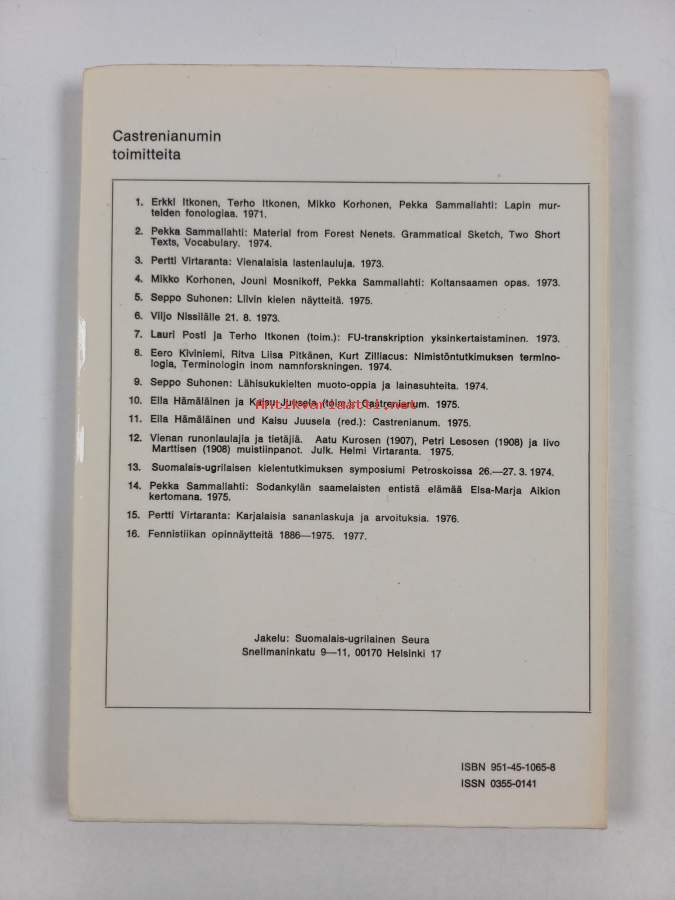 Castrenianumin
toimitteita
1. Erkki Itkonen, Terho Itkonen, Mikko Korhonen, Pekka Sammallahti: Lapin mur-
teiden fonologiaa. 1971.
2. Pekka Sammallahti: Material from Forest Nenets. Grammatical Sketch, Two Short
Texts, Vocabulary. 1974.
3. Pertti Virtaranta: Vienalaisia lastenlauluja. 1973.
4. Mikko Korhonen, Jouni Mosnikoff, Pekka Sammallahti: Koltansaamen opas. 1973.
5. Seppo Suhonen: Liivin kielen näytteitä. 1975.
6. Viljo Nissilälle 21. 8. 1973.
7. Lauri Posti ja Terho Itkonen (toim.): FU-transkription yksinkertaistaminen. 1973.
8. Eero Kiviniemi, Ritva Liisa Pitkänen, Kurt Zilliacus: Nimistöntutkimuksen termino-
logia, Terminologin inom namnforskningen. 1974.
9. Seppo Suhonen: Lähisukukielten muoto-oppia ja lainasuhteita. 1974.
10. Ella Hämäläinen ja Kaisu Juusela (toim.): Castrenianum. 1975.
Antikvariaatti.net
11. Ella Hämäläinen und Kaisu Juusela (red.): Castrenianum. 1975.
12. Vienan runonlaulajia ja tietäjiä. Aatu Kurosen (1907), Petri Lesosen (1908) ja Iivo
Marttisen (1908) muistiinpanot. Julk. Helmi Virtaranta. 1975.
13. Suomalais-ugrilaisen kielentutkimuksen symposiumi Petroskoissa 26.—27. 3. 1974.
14. Pekka Sammallahti: Sodankylän saamelaisten entistä elämää Elsa-Marja Aikion
kertomana. 1975.
15. Pertti Virtaranta: Karjalaisia sananlaskuja ja arvoituksia. 1976.
16. Fennistiikan opinnäytteitä 1886—1975. 1977.
Jakelu: Suomalais-ugrilainen Seura
Snellmaninkatu 9—11, 00170 Helsinki 17
ISBN 951-45-1065-8
ISSN 0355-0141